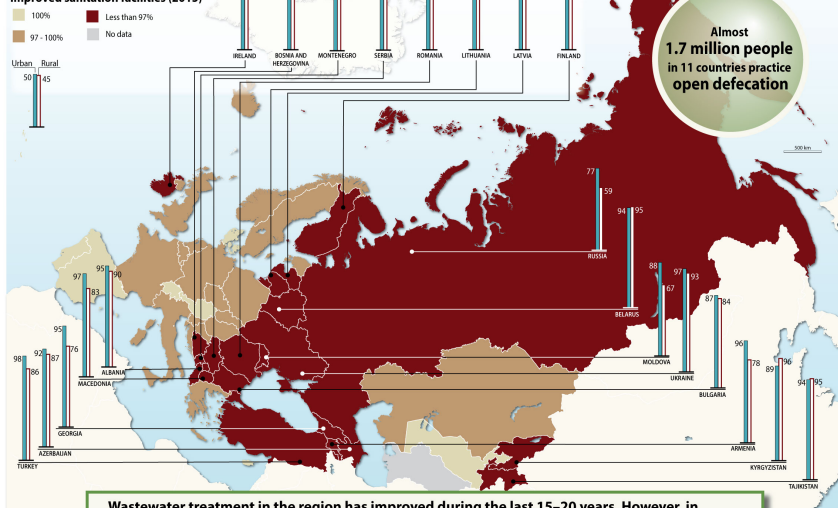 improved sanitation facilities (2015)
100%
Less than 97%
97 - 100%
No data
Urban Rural
50 45
IRELAND
BOSNIA AND
HERZEGOVINA
MONTENEGRO
SERBIA
ROMANIA
LITHUANIA
LATVIA
FINLAND
Almost
1.7 million people
in 11 countries practice
open defecation
500 km
77
59
RUSSIA
94 95
BELARUS
88
67
MOLDOVA
97
93
UKRAINE
87 84
BULGARIA
96
78
ARMENIA
89
96
KYRGYZSTAN
94 95
TAJIKISTAN
97
83
MACEDONIA
95
90
ALBANIA
95
76
GEORGIA
92
87
AZERBAIJAN
98
86
TURKEY
Wastewater treatment in the region has improved during the last 15–20 years. However, in